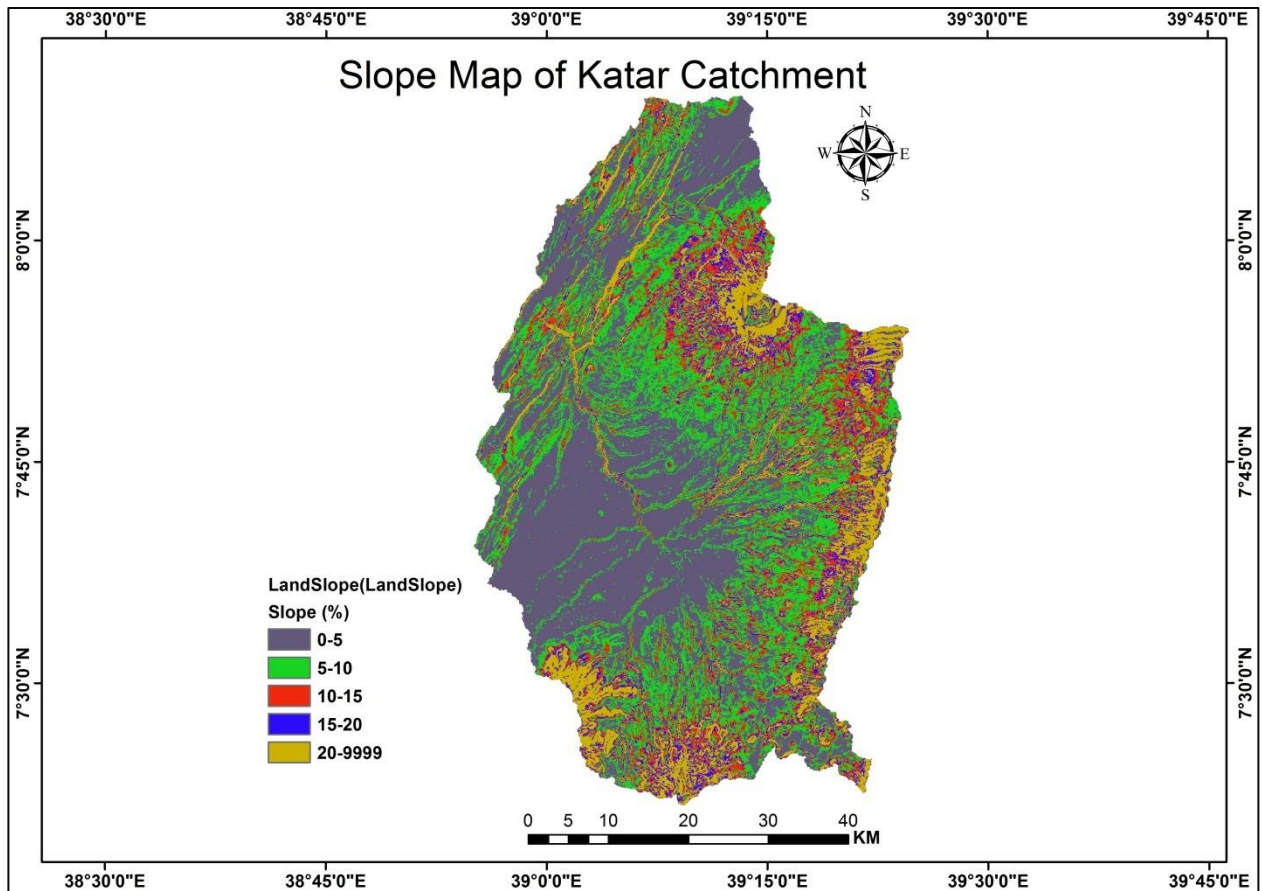 38°30'0"E 38°45'0"E 39°0'0"E 39°15'0"E 39°30'0"E 39°45'0"E
Slope Map of Katar Catchment
N
W E
S
8°0'0"N 8°0'0"N
7°45'0"N 7°45'0"N
LandSlope(LandSlope)
Slope (%)
0-5
5-10
10-15
15-20
20-9999
7°30'0"N 7°30'0"N
0 5 10 20 30 40
KM
38°30'0"E 38°45'0"E 39°0'0"E 39°15'0"E 39°30'0"E 39°45'0"E